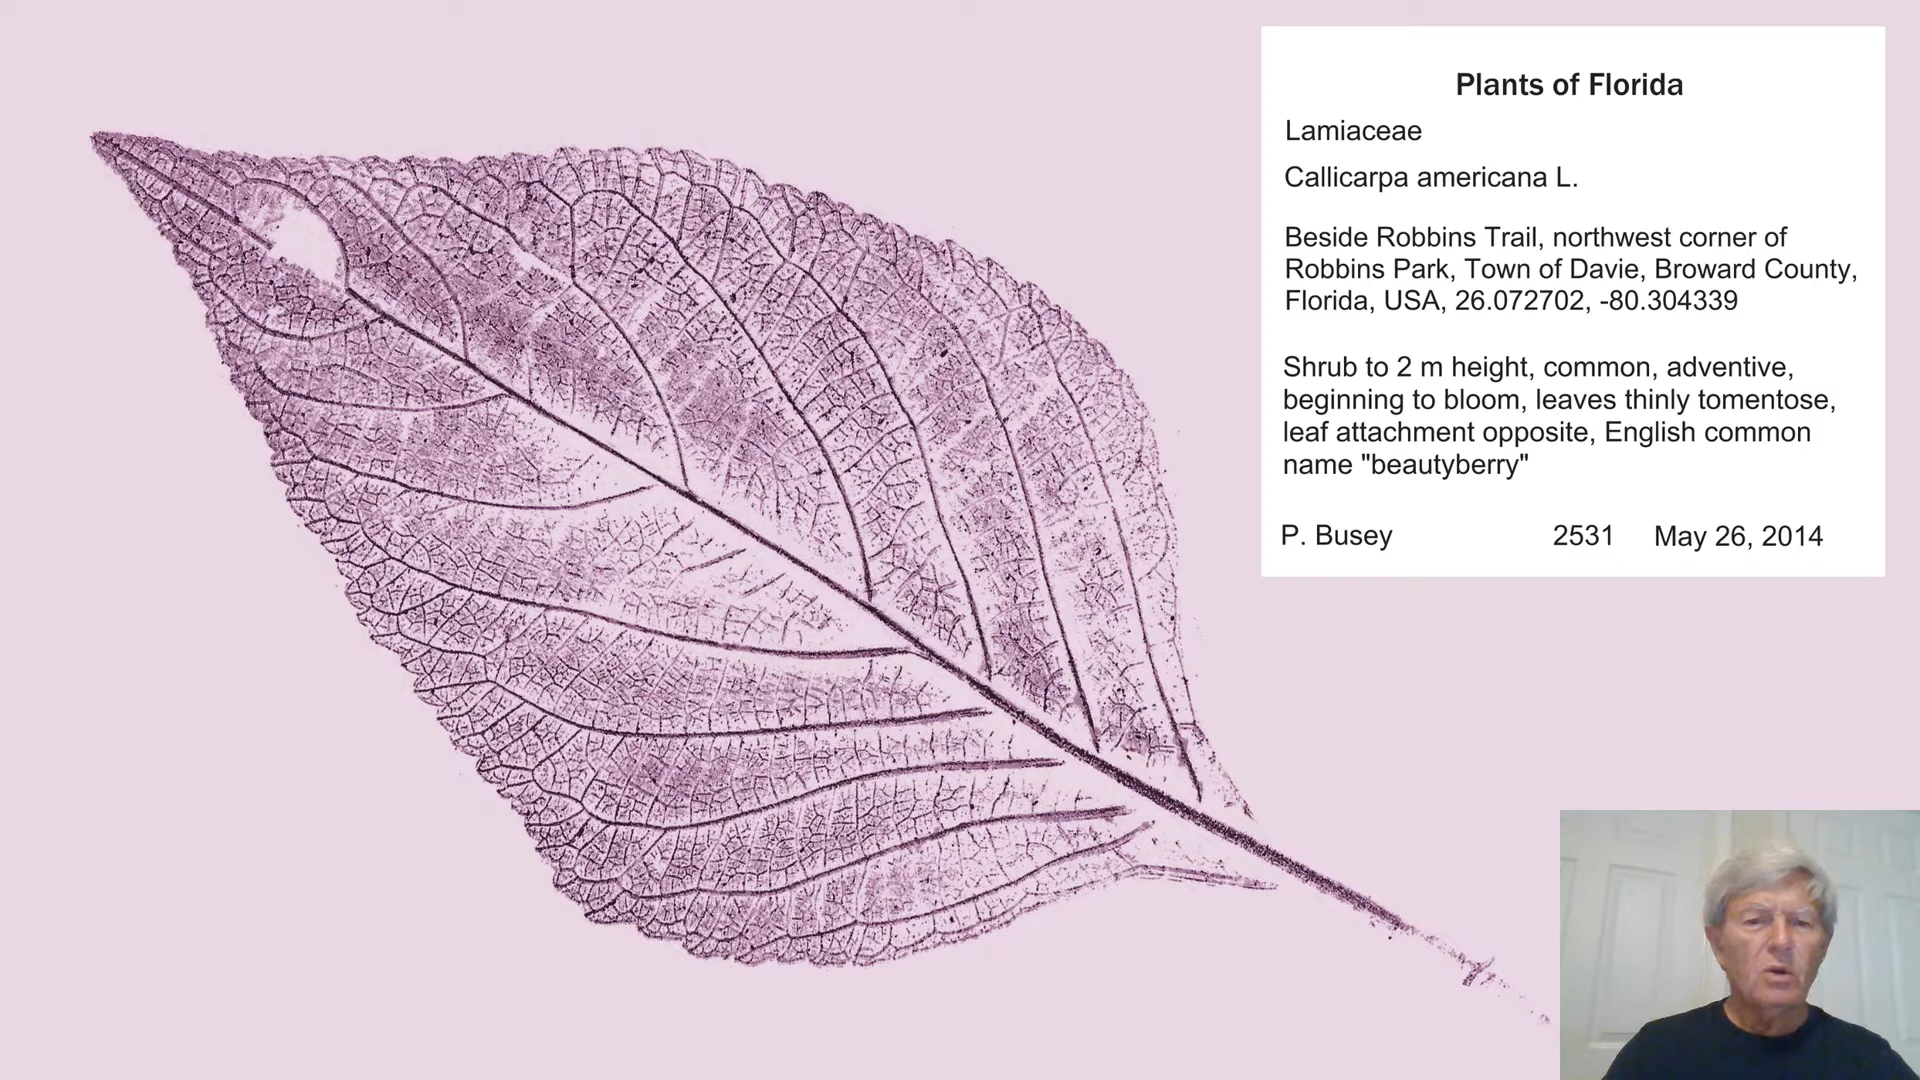 Plants of Florida
Lamiaceae
Callicarpa americana L.
Beside Robbins Trail, northwest corner of
Robbins Park, Town of Davie, Broward County,
Florida, USA, 26.072702, -80.304339
Shrub to 2 m height, common, adventive,
beginning to bloom, leaves thinly tomentose,
leaf attachment opposite, English common
name "beautyberry"
P. Busey 2531 May 26, 2014